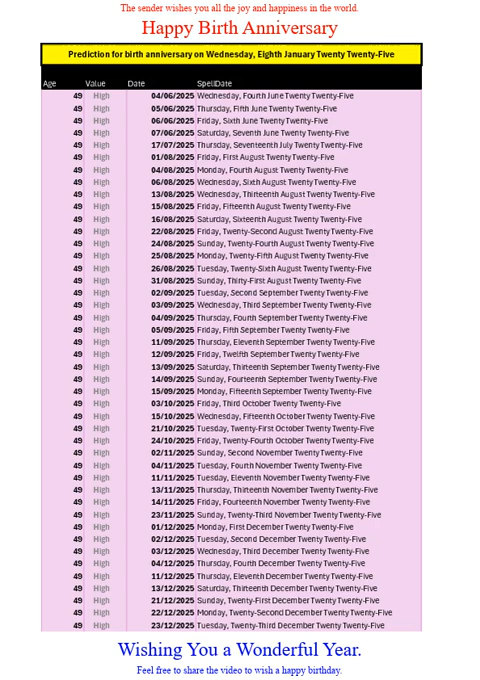 The sender wishes you all the joy and happiness in the world.
Happy Birth Anniversary
Prediction for birth anniversary on Wednesday, Eighth January Twenty Twenty-Five
Age Value Date SpellDate
49 High 04/06/2025 Wednesday, Fourth June Twenty Twenty-Five
49 High 05/06/2025 Thursday, Fifth June Twenty Twenty-Five
49 High 06/06/2025 Friday, Sixth June Twenty Twenty-Five
49 High 07/06/2025 Saturday, Seventh June Twenty Twenty-Five
49 High 17/07/2025 Thursday, Seventeenth July Twenty Twenty-Five
49 High 01/08/2025 Friday, First August Twenty Twenty-Five
49 High 04/08/2025 Monday, Fourth August Twenty Twenty-Five
49 High 06/08/2025 Wednesday, Sixth August Twenty Twenty-Five
49 High 13/08/2025 Wednesday, Thirteenth August Twenty Twenty-Five
49 High 15/08/2025 Friday, Fifteenth August Twenty Twenty-Five
49 High 16/08/2025 Saturday, Sixteenth August Twenty Twenty-Five
49 High 22/08/2025 Friday, Twenty-Second August Twenty Twenty-Five
49 High 24/08/2025 Sunday, Twenty-Fourth August Twenty Twenty-Five
49 High 25/08/2025 Monday, Twenty-Fifth August Twenty Twenty-Five
49 High 26/08/2025 Tuesday, Twenty-Sixth August Twenty Twenty-Five
49 High 31/08/2025 Sunday, Thirty-First August Twenty Twenty-Five
49 High 02/09/2025 Tuesday, Second September Twenty Twenty-Five
49 High 03/09/2025 Wednesday, Third September Twenty Twenty-Five
49 High 04/09/2025 Thursday, Fourth September Twenty Twenty-Five
49 High 05/09/2025 Friday, Fifth September Twenty Twenty-Five
49 High 11/09/2025 Thursday, Eleventh September Twenty Twenty-Five
49 High 12/09/2025 Friday, Twelfth September Twenty Twenty-Five
49 High 13/09/2025 Saturday, Thirteenth September Twenty Twenty-Five
49 High 14/09/2025 Sunday, Fourteenth September Twenty Twenty-Five
49 High 15/09/2025 Monday, Fifteenth September Twenty Twenty-Five
49 High 03/10/2025 Friday, Third October Twenty Twenty-Five
49 High 15/10/2025 Wednesday, Fifteenth October Twenty Twenty-Five
49 High 21/10/2025 Tuesday, Twenty-First October Twenty Twenty-Five
49 High 24/10/2025 Friday, Twenty-Fourth October Twenty Twenty-Five
49 High 02/11/2025 Sunday, Second November Twenty Twenty-Five
49 High 04/11/2025 Tuesday, Fourth November Twenty Twenty-Five
49 High 11/11/2025 Tuesday, Eleventh November Twenty Twenty-Five
49 High 13/11/2025 Thursday, Thirteenth November Twenty Twenty-Five
49 High 14/11/2025 Friday, Fourteenth November Twenty Twenty-Five
49 High 23/11/2025 Sunday, Twenty-Third November Twenty Twenty-Five
49 High 01/12/2025 Monday, First December Twenty Twenty-Five
49 High 02/12/2025 Tuesday, Second December Twenty Twenty-Five
49 High 03/12/2025 Wednesday, Third December Twenty Twenty-Five
49 High 04/12/2025 Thursday, Fourth December Twenty Twenty-Five
49 High 11/12/2025 Thursday, Eleventh December Twenty Twenty-Five
49 High 13/12/2025 Saturday, Thirteenth December Twenty Twenty-Five
49 High 21/12/2025 Sunday, Twenty-First December Twenty Twenty-Five
49 High 22/12/2025 Monday, Twenty-Second December Twenty Twenty-Five
49 High 23/12/2025 Tuesday, Twenty-Third December Twenty Twenty-Five
Wishing You a Wonderful Year.
Feel free to share the video to wish a happy birthday.